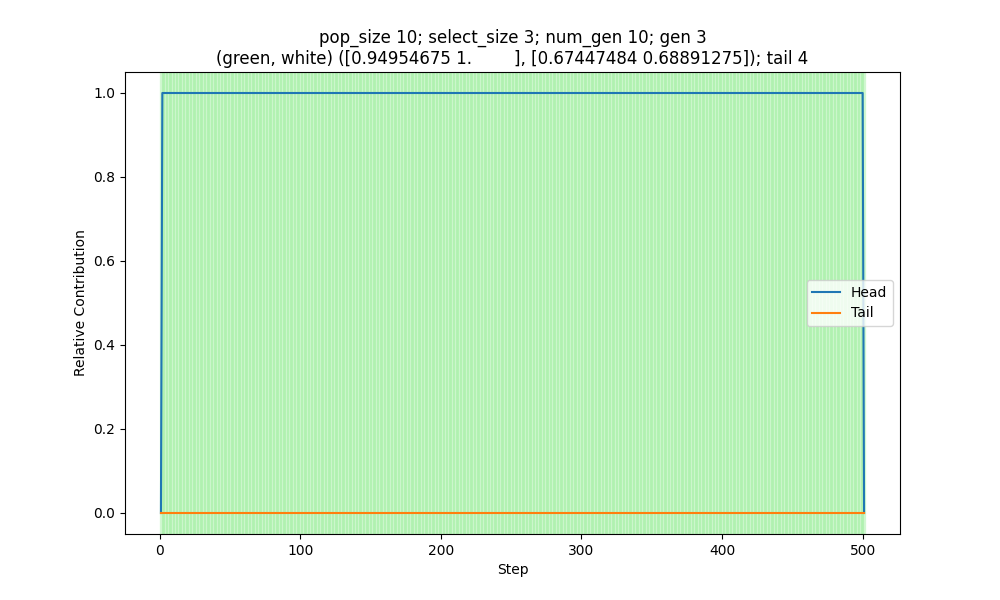 pop_size 10; select_size 3; num_gen 10; gen 3
(green, white) ([0.94954675 1.        ], [0.67447484 0.68891275]); tail 4
1.0
0.8
0.6
0.4
0.2
0.0
Relative Contribution
Head
Tail
0 100 200 300 400 500
Step